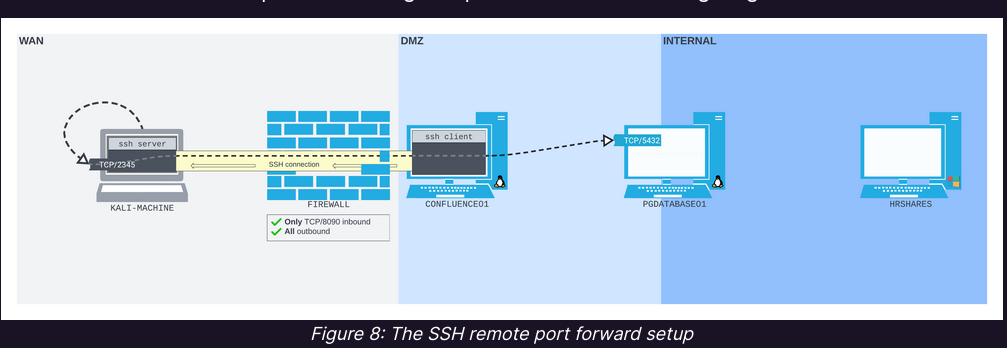 WAN
DMZ
INTERNAL
ssh server
ssh client
TCP/2345
TCP/5432
SSH connection
KALI-MACHINE
FIREWALL
CONFLUENCE01
PGDATABASE01
HRSHARES
Only TCP/8090 inbound
All outbound
Figure 8: The SSH remote port forward setup